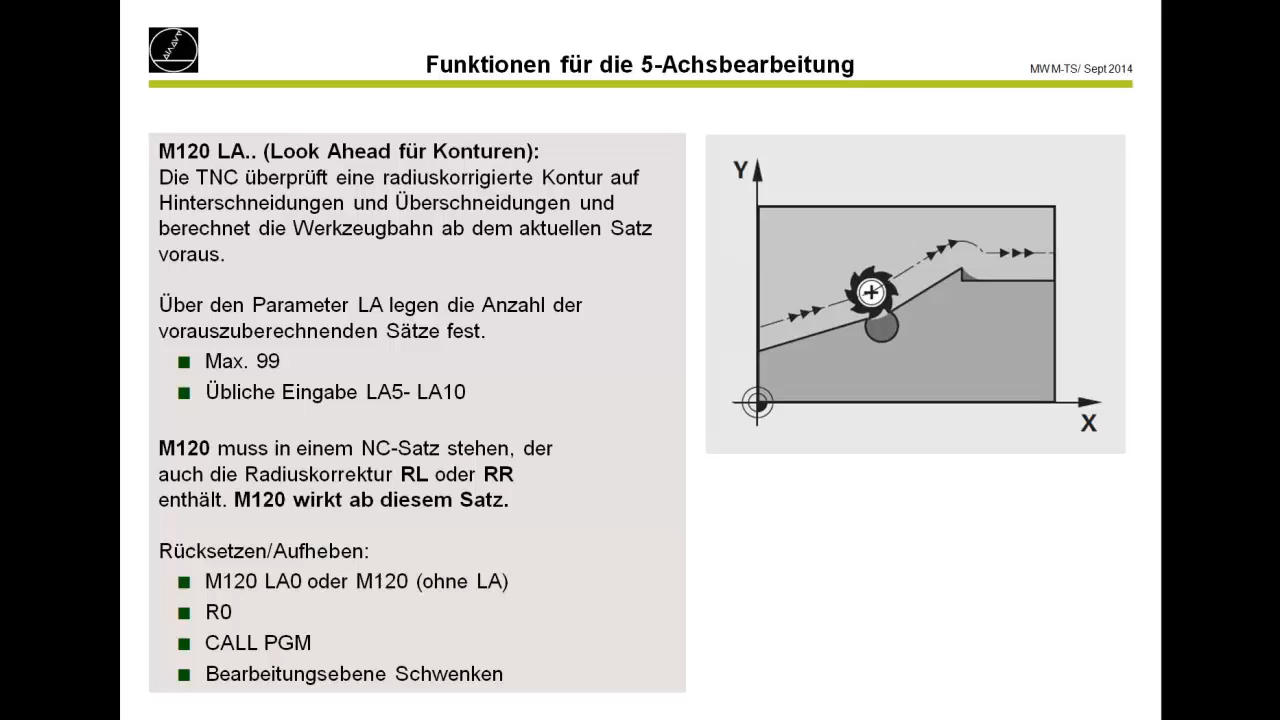 Funktionen für die 5-Achsbearbeitung
MWM-TS/ Sept 2014
M120 LA.. (Look Ahead für Konturen):
Die TNC überprüft eine radiuskorrigierte Kontur auf
Hinterschneidungen und Überschneidungen und
berechnet die Werkzeugbahn ab dem aktuellen Satz
voraus.
Über den Parameter LA legen die Anzahl der
vorauszuberechnenden Sätze fest.
Max. 99
Übliche Eingabe LA5- LA10
M120 muss in einem NC-Satz stehen, der
auch die Radiuskorrektur RL oder RR
enthält. M120 wirkt ab diesem Satz.
Rücksetzen/Aufheben:
M120 LA0 oder M120 (ohne LA)
R0
CALL PGM
Bearbeitungsebene Schwenken
Y
X